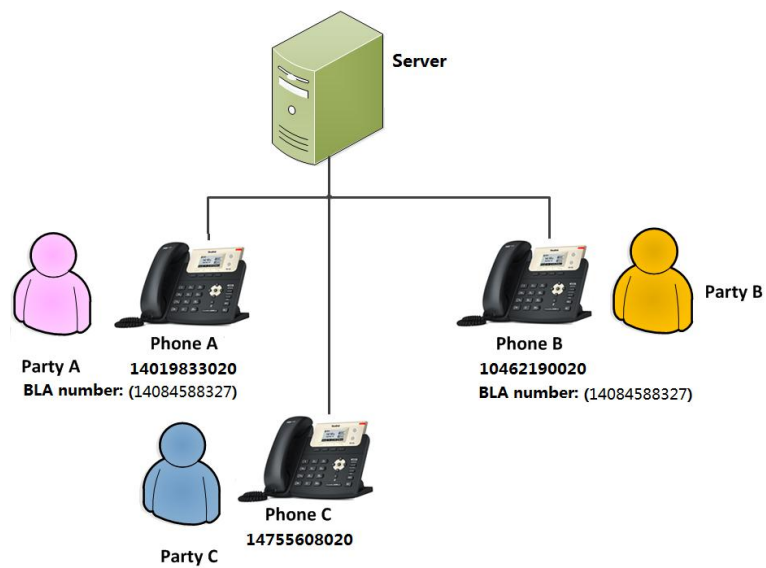 Server
Party B
Phone A
Phone B
Party A
14019833020
10462190020
BLA number: (14084588327)
BLA number: (14084588327)
Phone C
14755608020
Party C